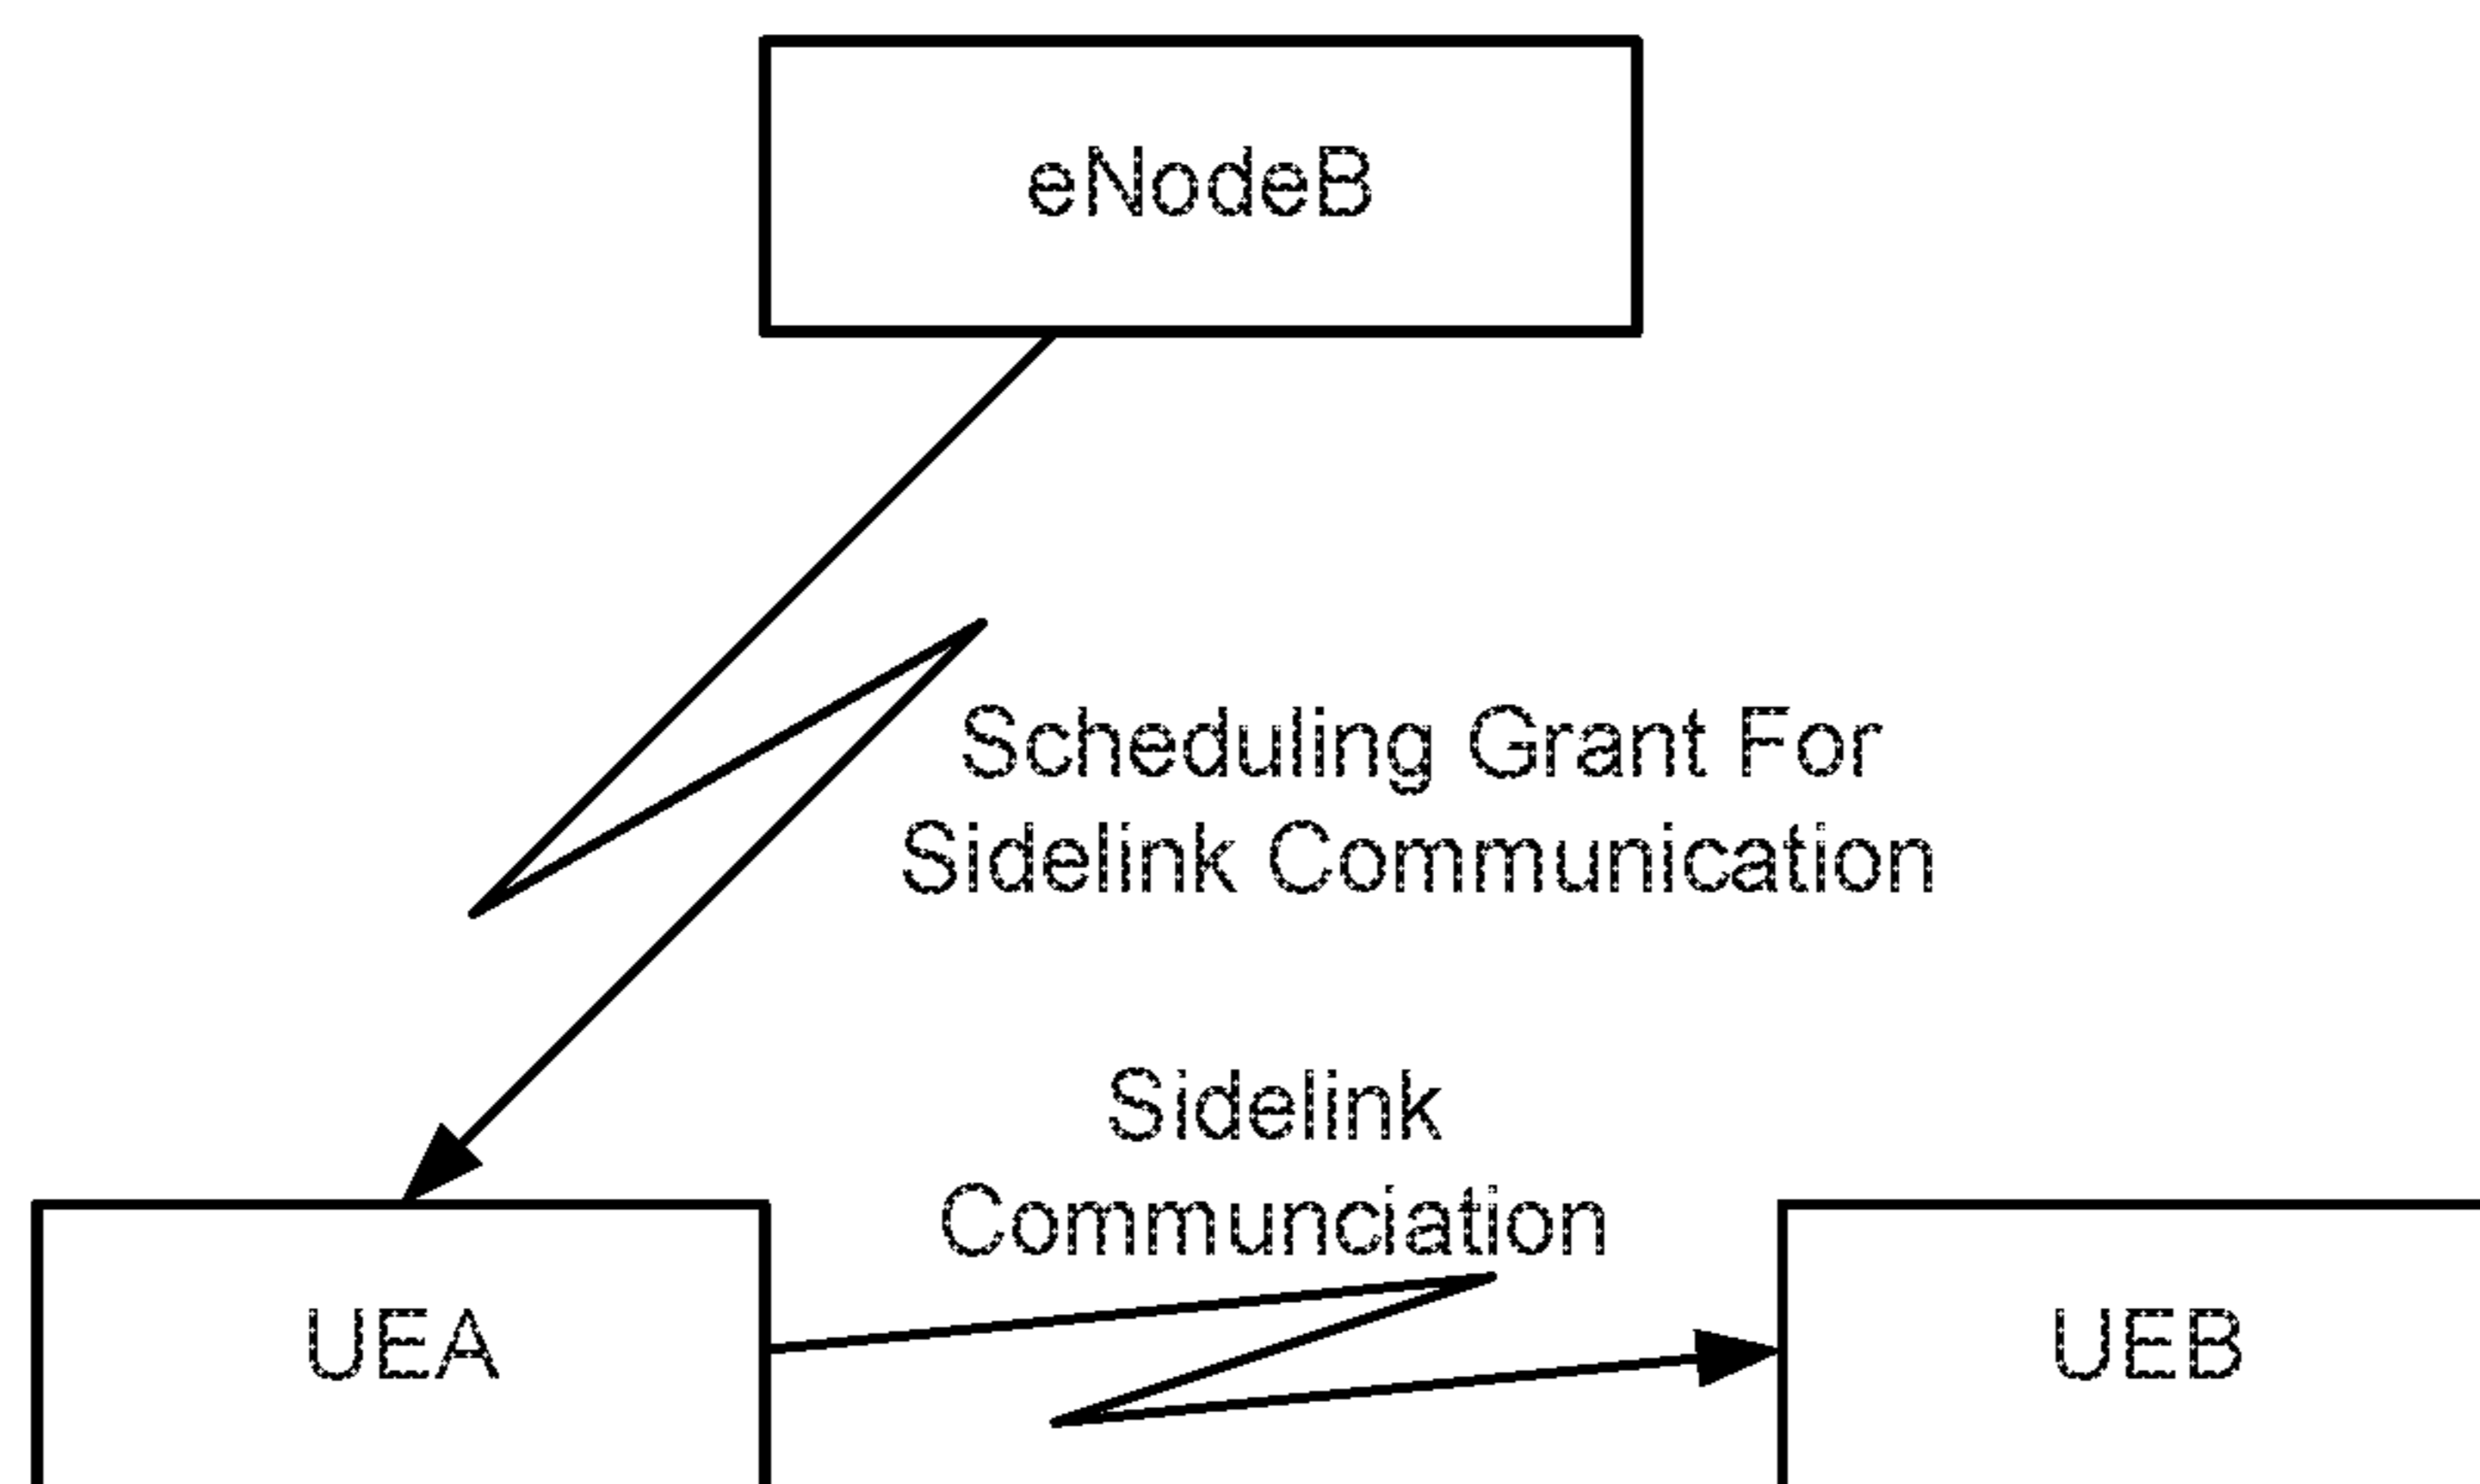 eNodeB
Scheduling Grant For
Sidelink Communication
Sidelink
Communciation
UEA
UEB